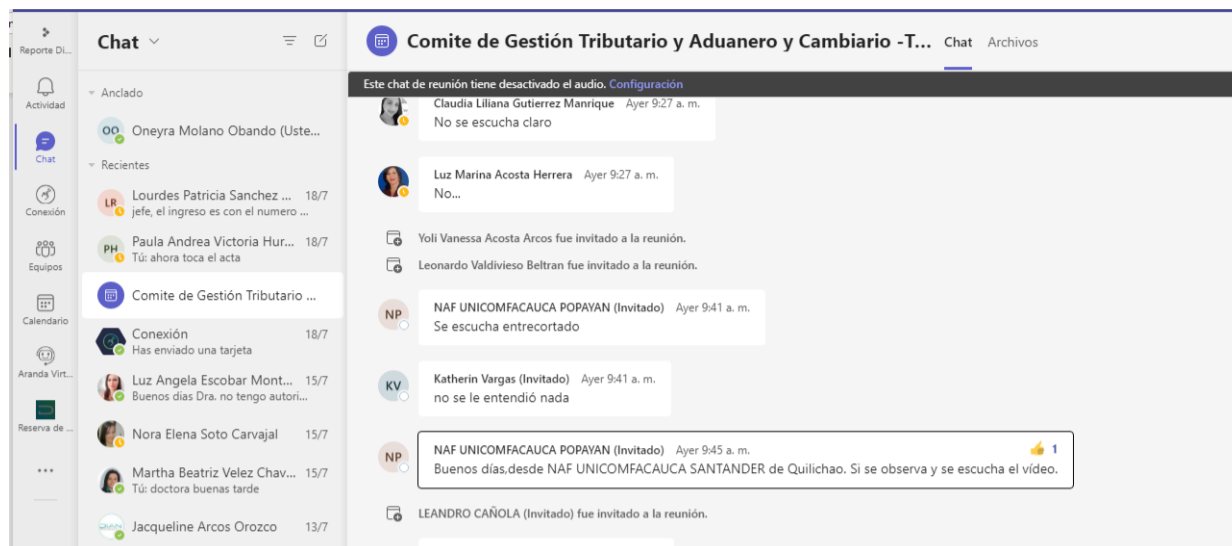 Reporte Di...
Actividad
Chat
Conexión
Equipos
Calendario
Aranda Virt...
Reserva de ...
Chat
Anclado
OO
Oneyra Molano Obando (Uste...
Recientes
LR
Lourdes Patricia Sanchez ... 18/7
jefe, el ingreso es con el numero ...
PH
Paula Andrea Victoria Hur... 18/7
Tú: ahora toca el acta
Comite de Gestión Tributario ...
Conexión 18/7
Has enviado una tarjeta
Luz Angela Escobar Mont... 15/7
Buenos dias Dra. no tengo autori...
Nora Elena Soto Carvajal 15/7
Martha Beatriz Velez Chav... 15/7
Tú: doctora buenas tarde
Jacqueline Arcos Orozco 13/7
Comite de Gestión Tributario y Aduanero y Cambiario -T... Chat Archivos
Este chat de reunión tiene desactivado el audio. Configuración
Claudia Liliana Gutierrez Manrique Ayer 9:27 a. m.
No se escucha claro
Luz Marina Acosta Herrera Ayer 9:27 a. m.
No...
Yoli Vanessa Acosta Arcos fue invitado a la reunión.
Leonardo Valdivieso Beltran fue invitado a la reunión.
NP
NAF UNICOMFACAUCA POPAYAN (Invitado) Ayer 9:41 a. m.
Se escucha entrecortado
KV
Katherin Vargas (Invitado) Ayer 9:41 a. m.
no se le entendió nada
NP
NAF UNICOMFACAUCA POPAYAN (Invitado) Ayer 9:45 a. m. 👍 1
Buenos días,desde NAF UNICOMFACAUCA SANTANDER de Quilichao. Si se observa y se escucha el vídeo.
LEANDRO CAÑOLA (Invitado) fue invitado a la reunión.